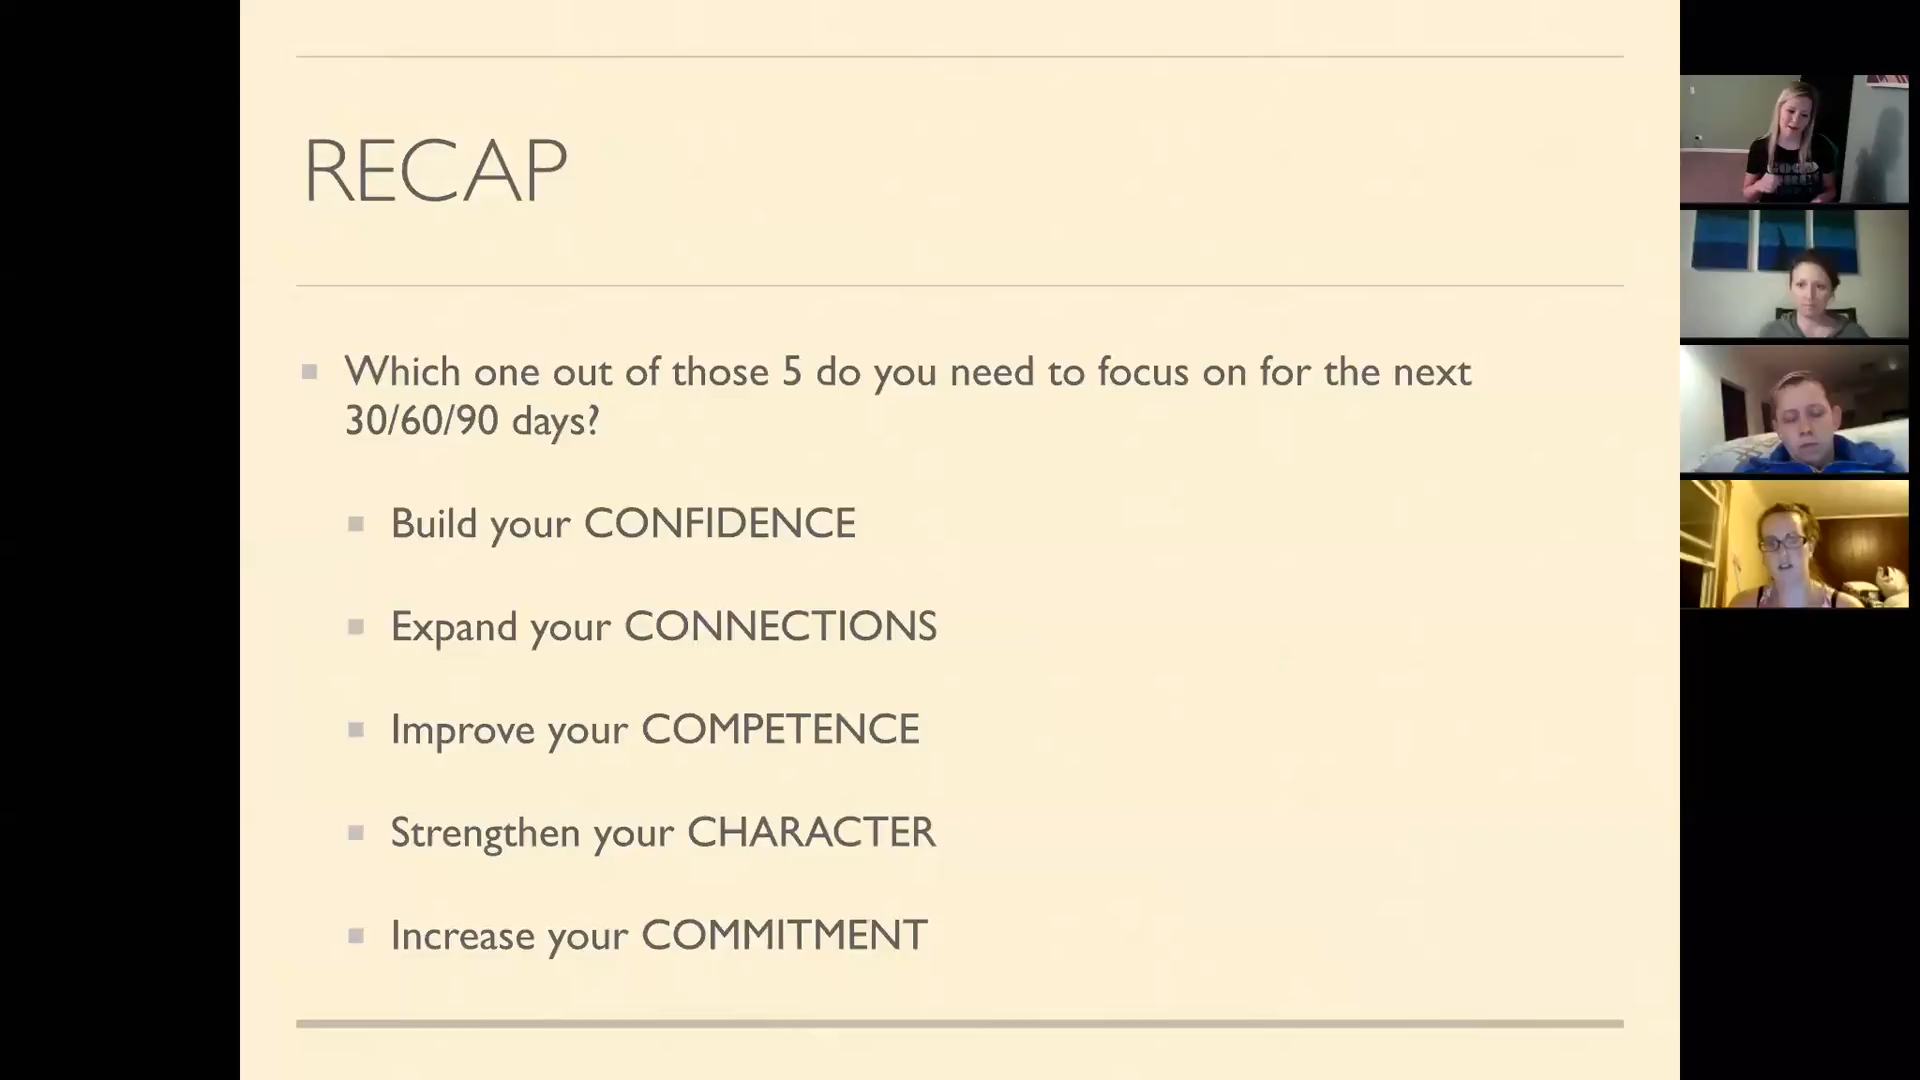 RECAP
Which one out of those 5 do you need to focus on for the next
30/60/90 days?
Build your CONFIDENCE
Expand your CONNECTIONS
Improve your COMPETENCE
Strengthen your CHARACTER
Increase your COMMITMENT